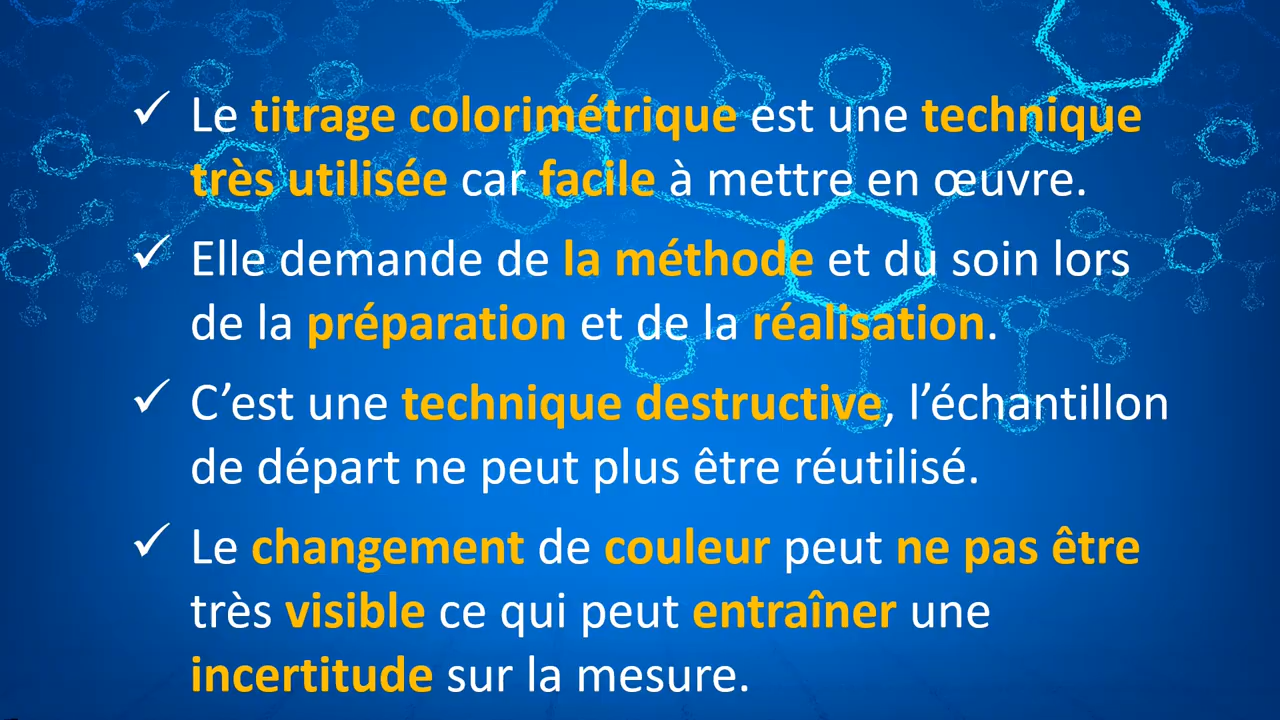 ✓ Le titrage colorimétrique est une technique
très utilisée car facile à mettre en œuvre.
✓ Elle demande de la méthode et du soin lors
de la préparation et de la réalisation.
✓ C’est une technique destructive, l’échantillon
de départ ne peut plus être réutilisé.
✓ Le changement de couleur peut ne pas être
très visible ce qui peut entraîner une
incertitude sur la mesure.